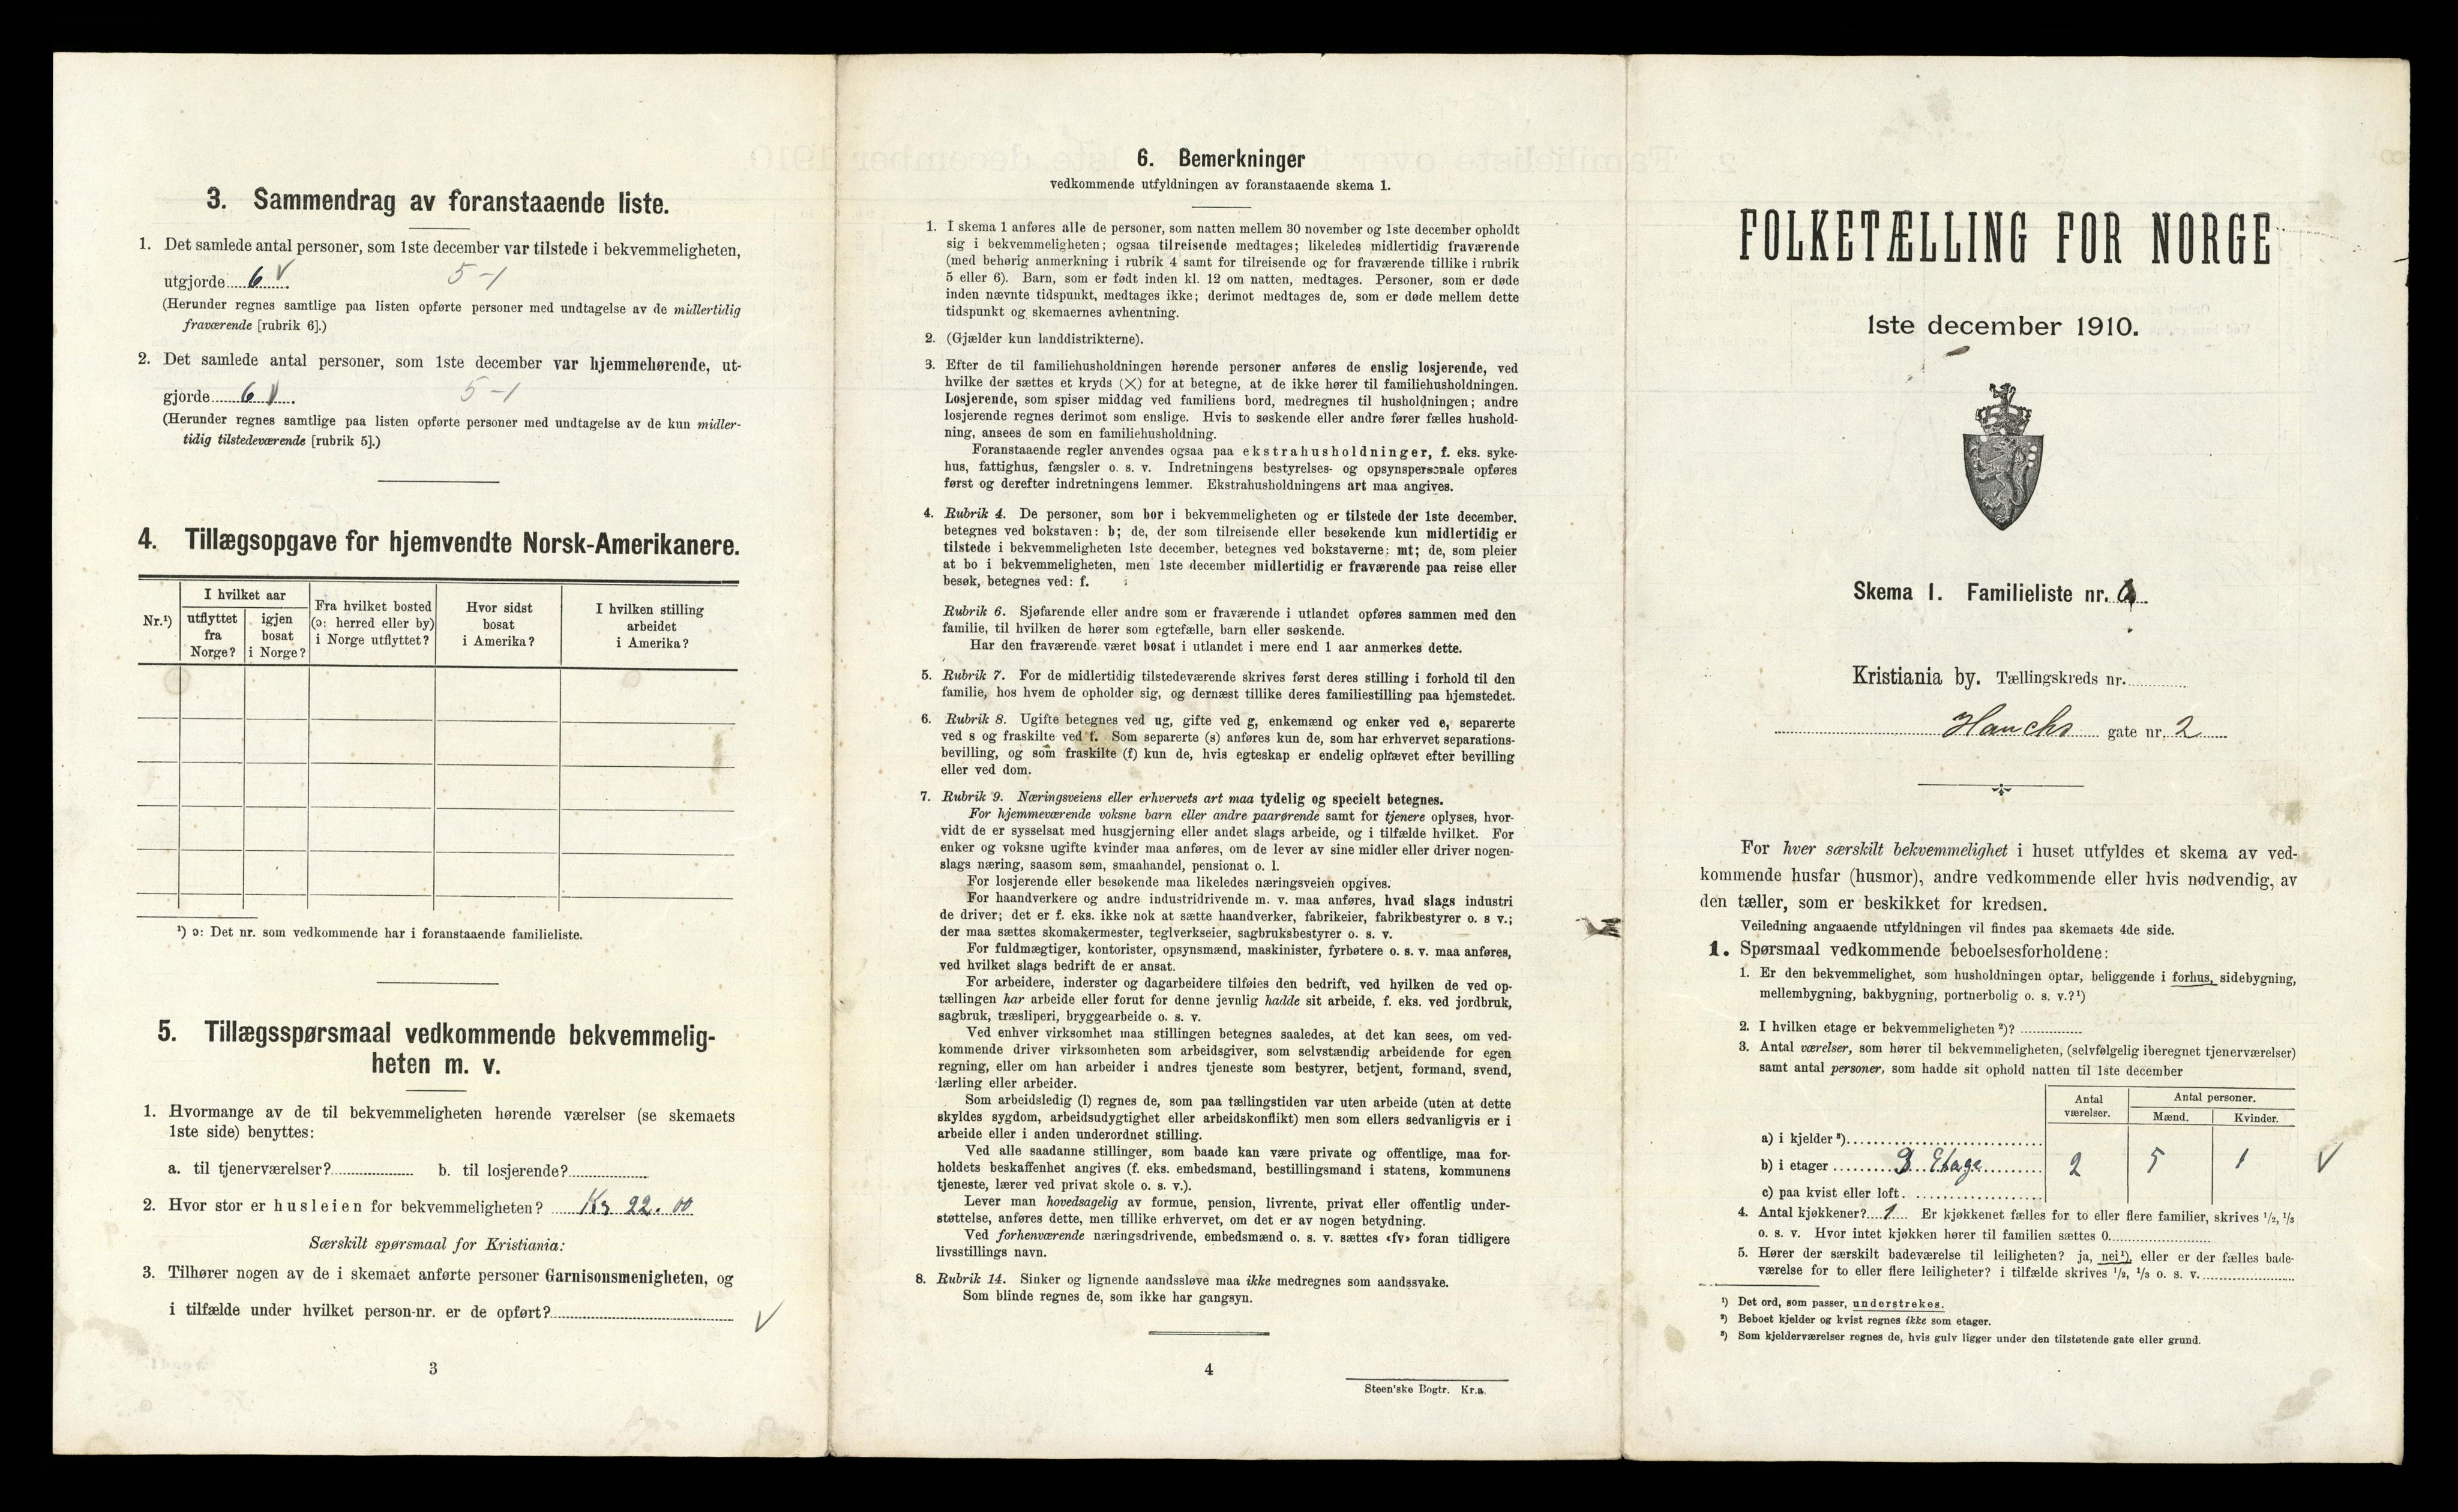 3. Sammendrag av foranstaaende liste.
1. Det samlede antal personer, som 1ste december var tilstede i bekvemmeligheten,
utgjorde 6 5-1
(Herunder regnes samtlige paa listen opførte personer med undtagelse av de midlertidig
fraværende [rubrik 6].)
2. Det samlede antal personer, som 1ste december var hjemmehørende, ut-
gjorde 6 5-1
(Herunder regnes samtlige paa listen opførte personer med undtagelse av de kun midler-
tidig tilstedeværende [rubrik 5].)
4. Tillægsopgave for hjemvendte Norsk-Amerikanere.
Nr.¹)
I hvilket aar
utflyttet fra Norge?
igjen bosat i Norge?
Fra hvilket bosted (ɔ: herred eller by) i Norge utflyttet?
Hvor sidst bosat i Amerika?
I hvilken stilling arbeidet i Amerika?
¹) ɔ: Det nr. som vedkommende har i foranstaaende familieliste.
5. Tillægsspørsmaal vedkommende bekvemmelig-
heten m. v.
1. Hvormange av de til bekvemmeligheten hørende værelser (se skemaets
1ste side) benyttes:
a. til tjenerværelser? b. til losjerende?
2. Hvor stor er husleien for bekvemmeligheten? Kr 22.00
Særskilt spørsmaal for Kristiania:
3. Tilhører nogen av de i skemaet anførte personer Garnisonsmenigheten, og
i tilfælde under hvilket person-nr. er de opført?
3
6. Bemerkninger
vedkommende utfyldningen av foranstaaende skema 1.
1. I skema 1 anføres alle de personer, som natten mellem 30 november og 1ste december opholdt
sig i bekvemmeligheten; ogsaa tilreisende medtages; likeledes midlertidig fraværende
(med behørig anmerkning i rubrik 4 samt for tilreisende og for fraværende tillike i rubrik
5 eller 6). Barn, som er født inden kl. 12 om natten, medtages. Personer, som er døde
inden nævnte tidspunkt, medtages ikke; derimot medtages de, som er døde mellem dette
tidspunkt og skemaernes avhentning.
2. (Gjælder kun landdistrikterne).
3. Efter de til familiehusholdningen hørende personer anføres de enslig losjerende, ved
hvilke der sættes et kryds (×) for at betegne, at de ikke hører til familiehusholdningen.
Losjerende, som spiser middag ved familiens bord, medregnes til husholdningen; andre
losjerende regnes derimot som enslige. Hvis to søskende eller andre fører fælles hushold-
ning, ansees de som en familiehusholdning.
Foranstaaende regler anvendes ogsaa paa ekstrahusholdninger, f. eks. syke-
hus, fattighus, fængsler o. s. v. Indretningens bestyrelses- og opsynspersonale opføres
først og derefter indretningens lemmer. Ekstrahusholdningens art maa angives.
4. Rubrik 4. De personer, som bor i bekvemmeligheten og er tilstede der 1ste december,
betegnes ved bokstaven: b; de, der som tilreisende eller besøkende kun midlertidig er
tilstede i bekvemmeligheten 1ste december, betegnes ved bokstaverne: mt; de, som pleier
at bo i bekvemmeligheten, men 1ste december midlertidig er fraværende paa reise eller
besøk, betegnes ved: f.
Rubrik 6. Sjøfarende eller andre som er fraværende i utlandet opføres sammen med den
familie, til hvilken de hører som egtefælle, barn eller søskende.
Har den fraværende været bosat i utlandet i mere end 1 aar anmerkes dette.
5. Rubrik 7. For de midlertidig tilstedeværende skrives først deres stilling i forhold til den
familie, hos hvem de opholder sig, og dernæst tillike deres familiestilling paa hjemstedet.
6. Rubrik 8. Ugifte betegnes ved ug, gifte ved g, enkemænd og enker ved e, separerte
ved s og fraskilte ved f. Som separerte (s) anføres kun de, som har erhvervet separations-
bevilling, og som fraskilte (f) kun de, hvis egteskap er endelig ophævet efter bevilling
eller ved dom.
7. Rubrik 9. Næringsveiens eller erhvervets art maa tydelig og specielt betegnes.
For hjemmeværende voksne barn eller andre paarørende samt for tjenere oplyses, hvor-
vidt de er sysselsat med husgjerning eller andet slags arbeide, og i tilfælde hvilket. For
enker og voksne ugifte kvinder maa anføres, om de lever av sine midler eller driver nogen-
slags næring, saasom søm, smaahandel, pensionat o. l.
For losjerende eller besøkende maa likeledes næringsveien opgives.
For haandverkere og andre industridrivende m. v. maa anføres, hvad slags industri
de driver; det er f. eks. ikke nok at sætte haandverker, fabrikeier, fabrikbestyrer o. s v.;
der maa sættes skomakermester, teglverkseier, sagbruksbestyrer o. s. v.
For fuldmægtiger, kontorister, opsynsmænd, maskinister, fyrbøtere o. s. v. maa anføres,
ved hvilket slags bedrift de er ansat.
For arbeidere, inderster og dagarbeidere tilføies den bedrift, ved hvilken de ved op-
tællingen har arbeide eller forut for denne jevnlig hadde sit arbeide, f. eks. ved jordbruk,
sagbruk, træsliperi, bryggearbeide o. s. v.
Ved enhver virksomhet maa stillingen betegnes saaledes, at det kan sees, om ved-
kommende driver virksomheten som arbeidsgiver, som selvstændig arbeidende for egen
regning, eller om han arbeider i andres tjeneste som bestyrer, betjent, formand, svend,
lærling eller arbeider.
Som arbeidsledig (l) regnes de, som paa tællingstiden var uten arbeide (uten at dette
skyldes sygdom, arbeidsudygtighet eller arbeidskonflikt) men som ellers sedvanligvis er i
arbeide eller i anden underordnet stilling.
Ved alle saadanne stillinger, som baade kan være private og offentlige, maa for-
holdets beskaffenhet angives (f. eks. embedsmand, bestillingsmand i statens, kommunens
tjeneste, lærer ved privat skole o. s. v.).
Lever man hovedsagelig av formue, pension, livrente, privat eller offentlig under-
støttelse, anføres dette, men tillike erhvervet, om det er av nogen betydning.
Ved forhenværende næringsdrivende, embedsmænd o. s. v. sættes «fv» foran tidligere
livsstillings navn.
8. Rubrik 14. Sinker og lignende aandssløve maa ikke medregnes som aandssvake.
Som blinde regnes de, som ikke har gangsyn.
4
Steen'ske Bogtr. Kr.a.
FOLKETÆLLING FOR NORGE
1ste december 1910.
Skema 1. Familieliste nr.
Kristiania by. Tællingskreds nr.
Hauchs gate nr. 2
For hver særskilt bekvemmelighet i huset utfyldes et skema av ved-
kommende husfar (husmor), andre vedkommende eller hvis nødvendig, av
den tæller, som er beskikket for kredsen.
Veiledning angaaende utfyldningen vil findes paa skemaets 4de side.
1. Spørsmaal vedkommende beboelsesforholdene:
1. Er den bekvemmelighet, som husholdningen optar, beliggende i forhus, sidebygning,
mellembygning, bakbygning, portnerbolig o. s. v.?¹)
2. I hvilken etage er bekvemmeligheten²)?
3. Antal værelser, som hører til bekvemmeligheten, (selvfølgelig iberegnet tjenerværelser)
samt antal personer, som hadde sit ophold natten til 1ste december
Antal værelser. Antal personer.
Mænd. Kvinder.
a) i kjelder³)
b) i etager 3 Etage 2 5 1
c) paa kvist eller loft.
4. Antal kjøkkener? 1 Er kjøkkenet fælles for to eller flere familier, skrives ¹/₂, ¹/₃
o. s. v. Hvor intet kjøkken hører til familien sættes 0.
5. Hører der særskilt badeværelse til leiligheten? ja, nei¹), eller er der fælles bade-
værelse for to eller flere leiligheter? i tilfælde skrives ¹/₂, ¹/₃ o. s. v.
¹) Det ord, som passer, understrekes.
²) Beboet kjelder og kvist regnes ikke som etager.
³) Som kjelderværelser regnes de, hvis gulv ligger under den tilstøtende gate eller grund.